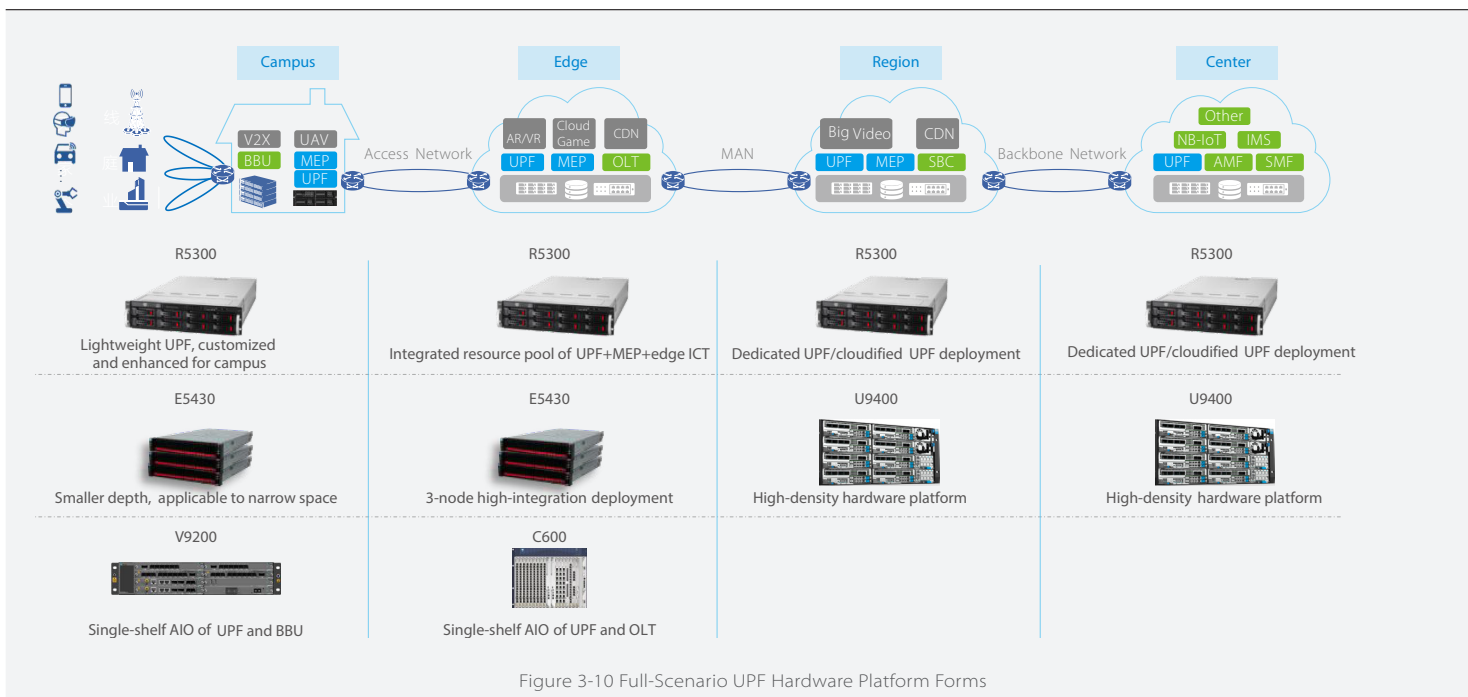 Campus
Edge
Region
Center
V2X
UAV
BBU
MEP
UPF
Access Network
AR/VR
Cloud
Game
CDN
UPF
MEP
OLT
MAN
Big Video
CDN
UPF
MEP
SBC
Backbone Network
Other
NB-IoT
IMS
UPF
AMF
SMF
R5300
R5300
R5300
R5300
Lightweight UPF, customized
and enhanced for campus
Integrated resource pool of UPF+MEP+edge ICT
Dedicated UPF/cloudified UPF deployment
Dedicated UPF/cloudified UPF deployment
E5430
E5430
U9400
U9400
Smaller depth, applicable to narrow space
3-node high-integration deployment
High-density hardware platform
High-density hardware platform
V9200
C600
Single-shelf AIO of UPF and BBU
Single-shelf AIO of UPF and OLT
Figure 3-10 Full-Scenario UPF Hardware Platform Forms